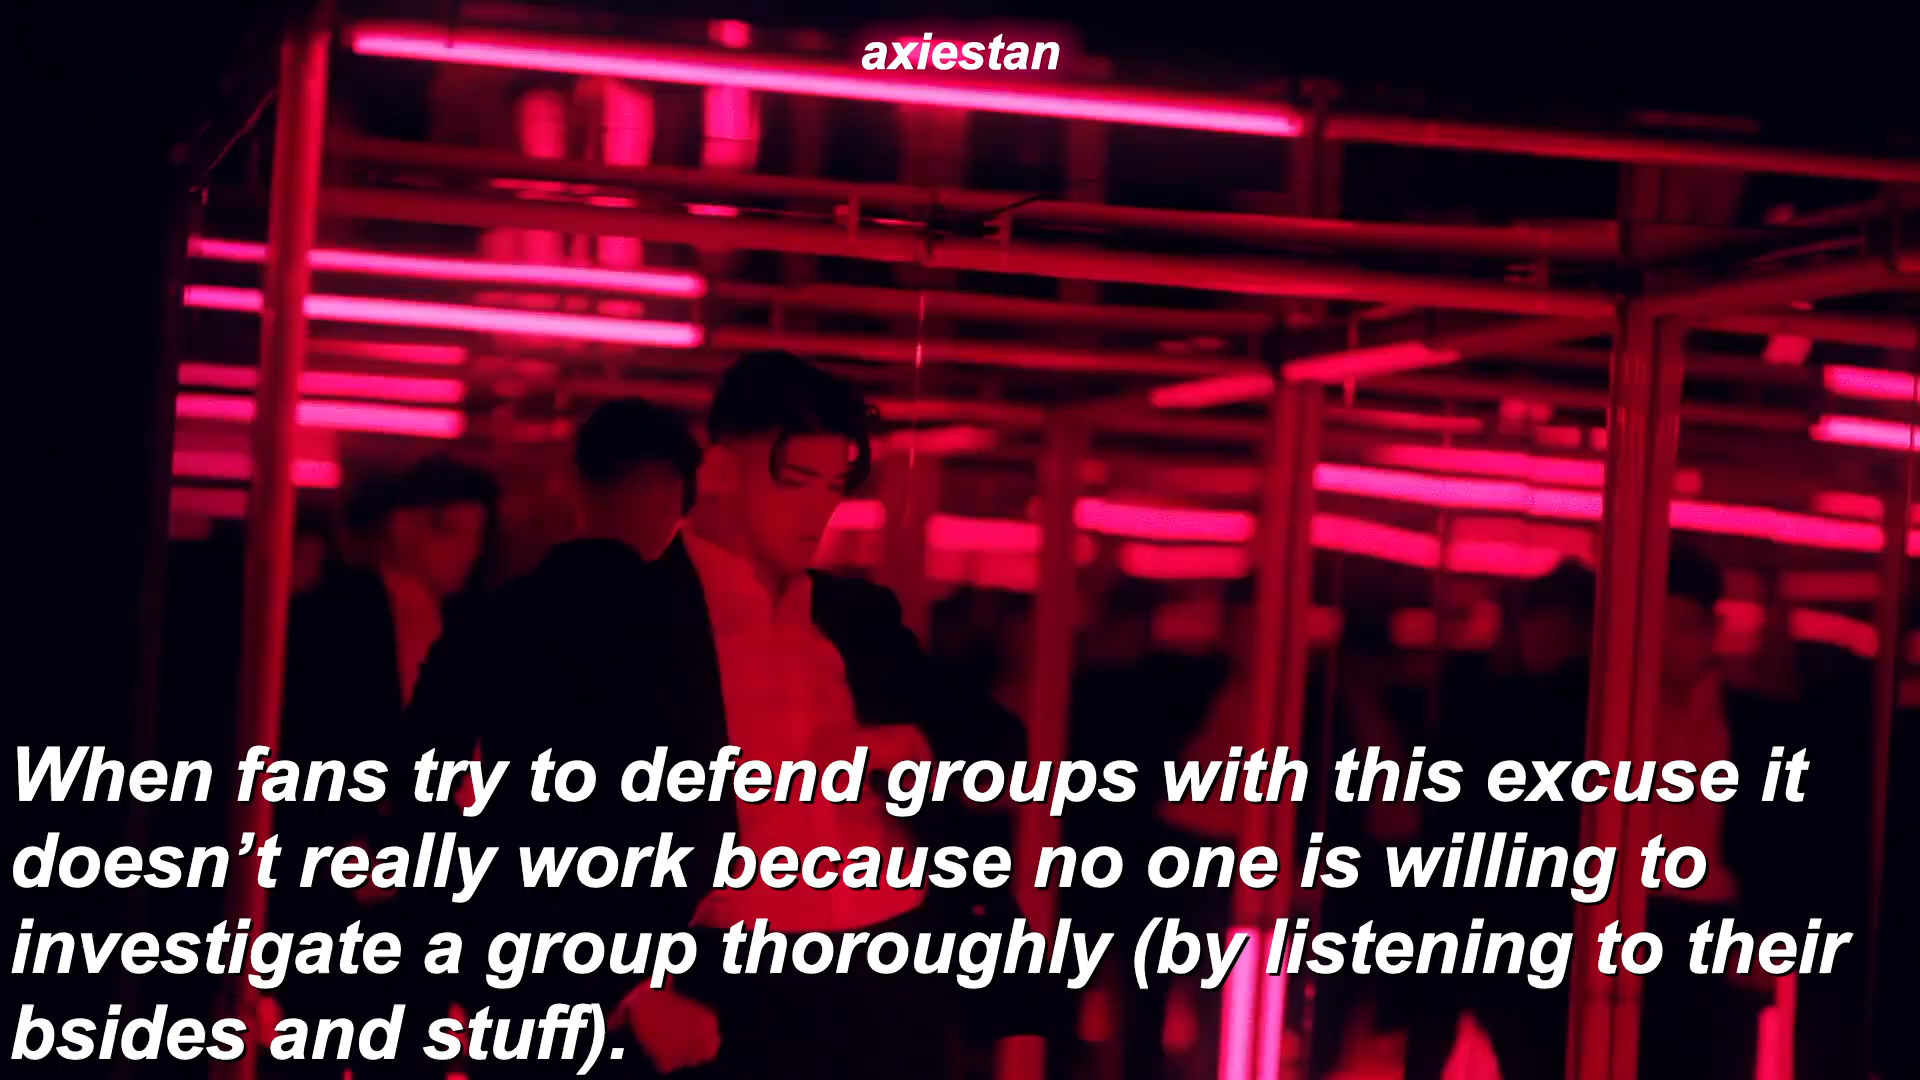 axiestan
When fans try to defend groups with this excuse it
doesn’t really work because no one is willing to
investigate a group thoroughly (by listening to their
bsides and stuff).